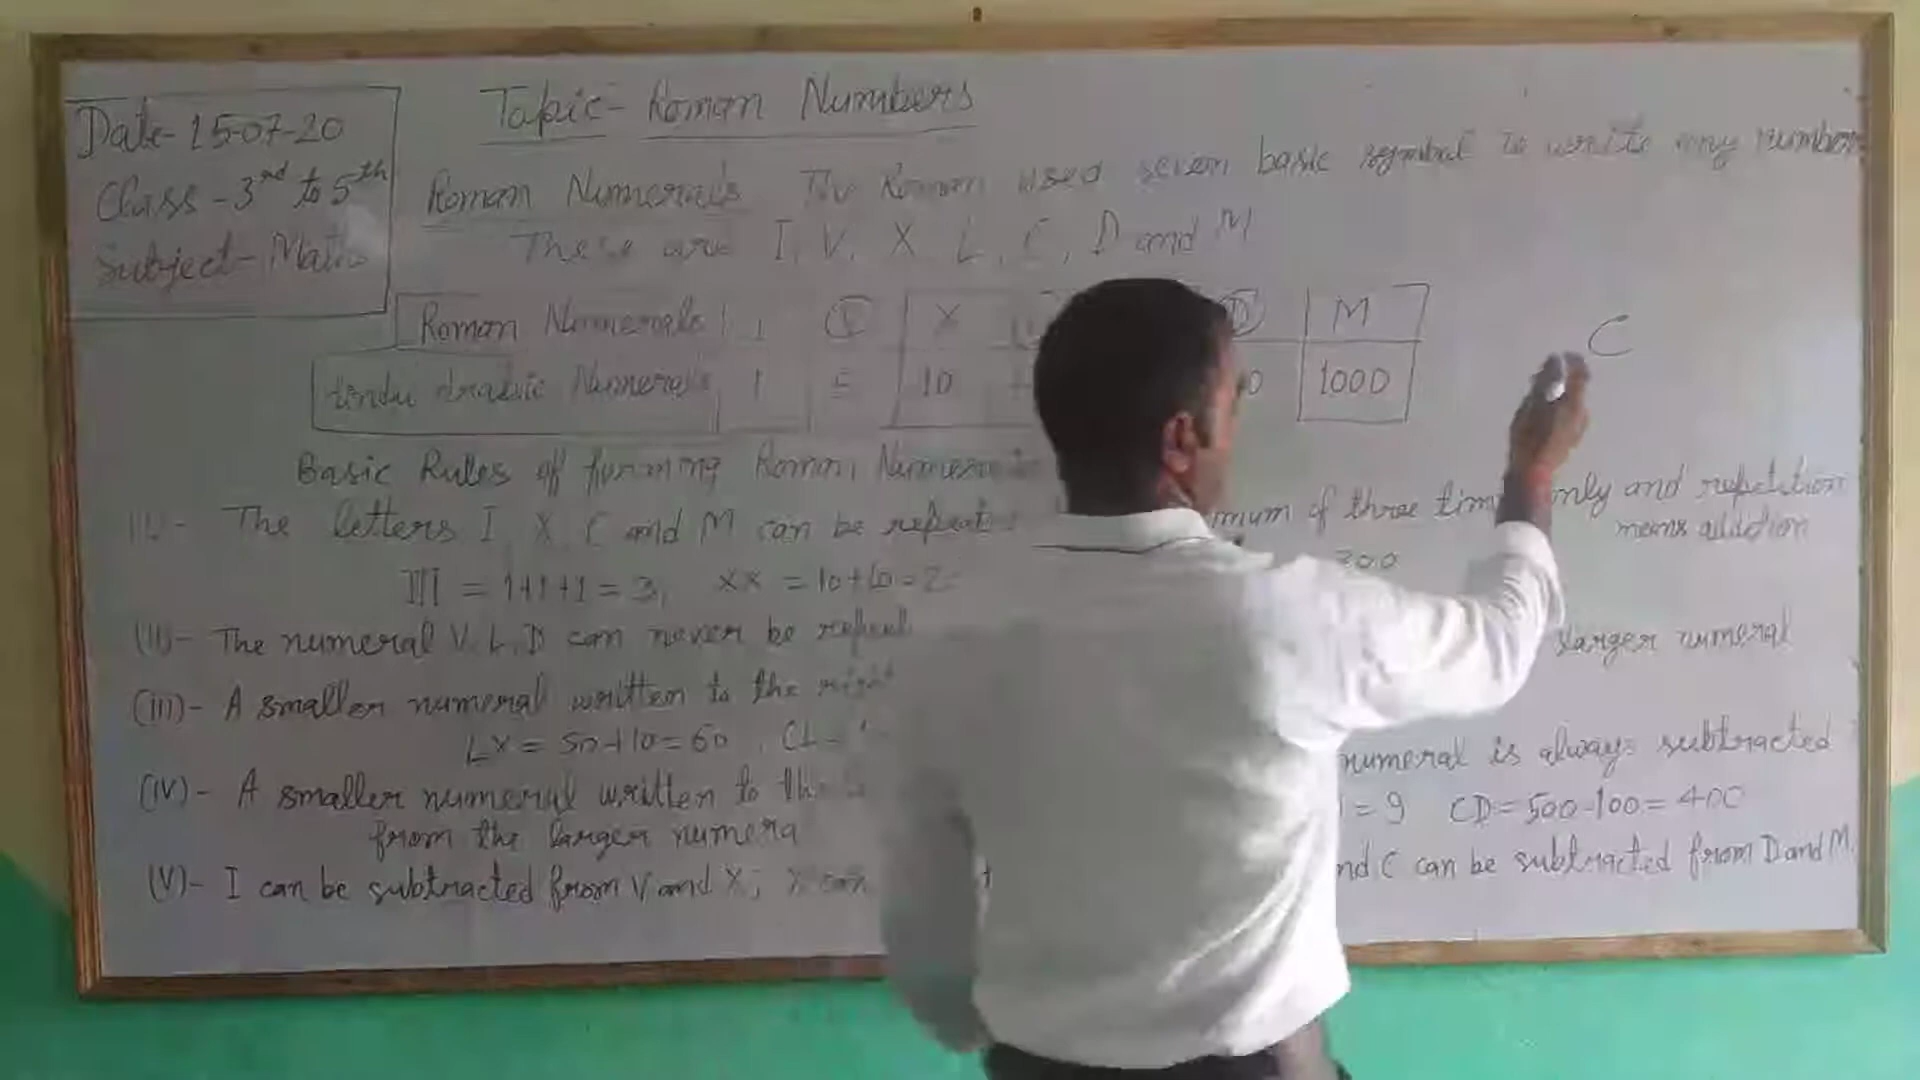 Date- 15-07-20
Class - 3rd to 5th
Subject- Maths
Topic- Roman Numbers
Roman Numerals The Roman used seven basic symbol to write any number
These are I, V, X, L, C, D and M
Roman Numerals I V X D M
Hindu Arabic Numerals 1 5 10 1000
C
Basic Rules of forming Roman Numerals
The letters I X C and M can be repeat mum of three time only and repetition
means addition
III = 1+1+1 = 3, XX = 10+10=2 300
(II)- The numeral V, L, D can never be repeat
larger numeral
(III)- A smaller numeral written to the right
LX = 50+10=60 , CL =
(IV)- A smaller numeral written to the numeral is always subtracted
from the larger numera 1 = 9 CD = 500-100 = 400
(V)- I can be subtracted from V and X; X can nd C can be subtracted from D and M.